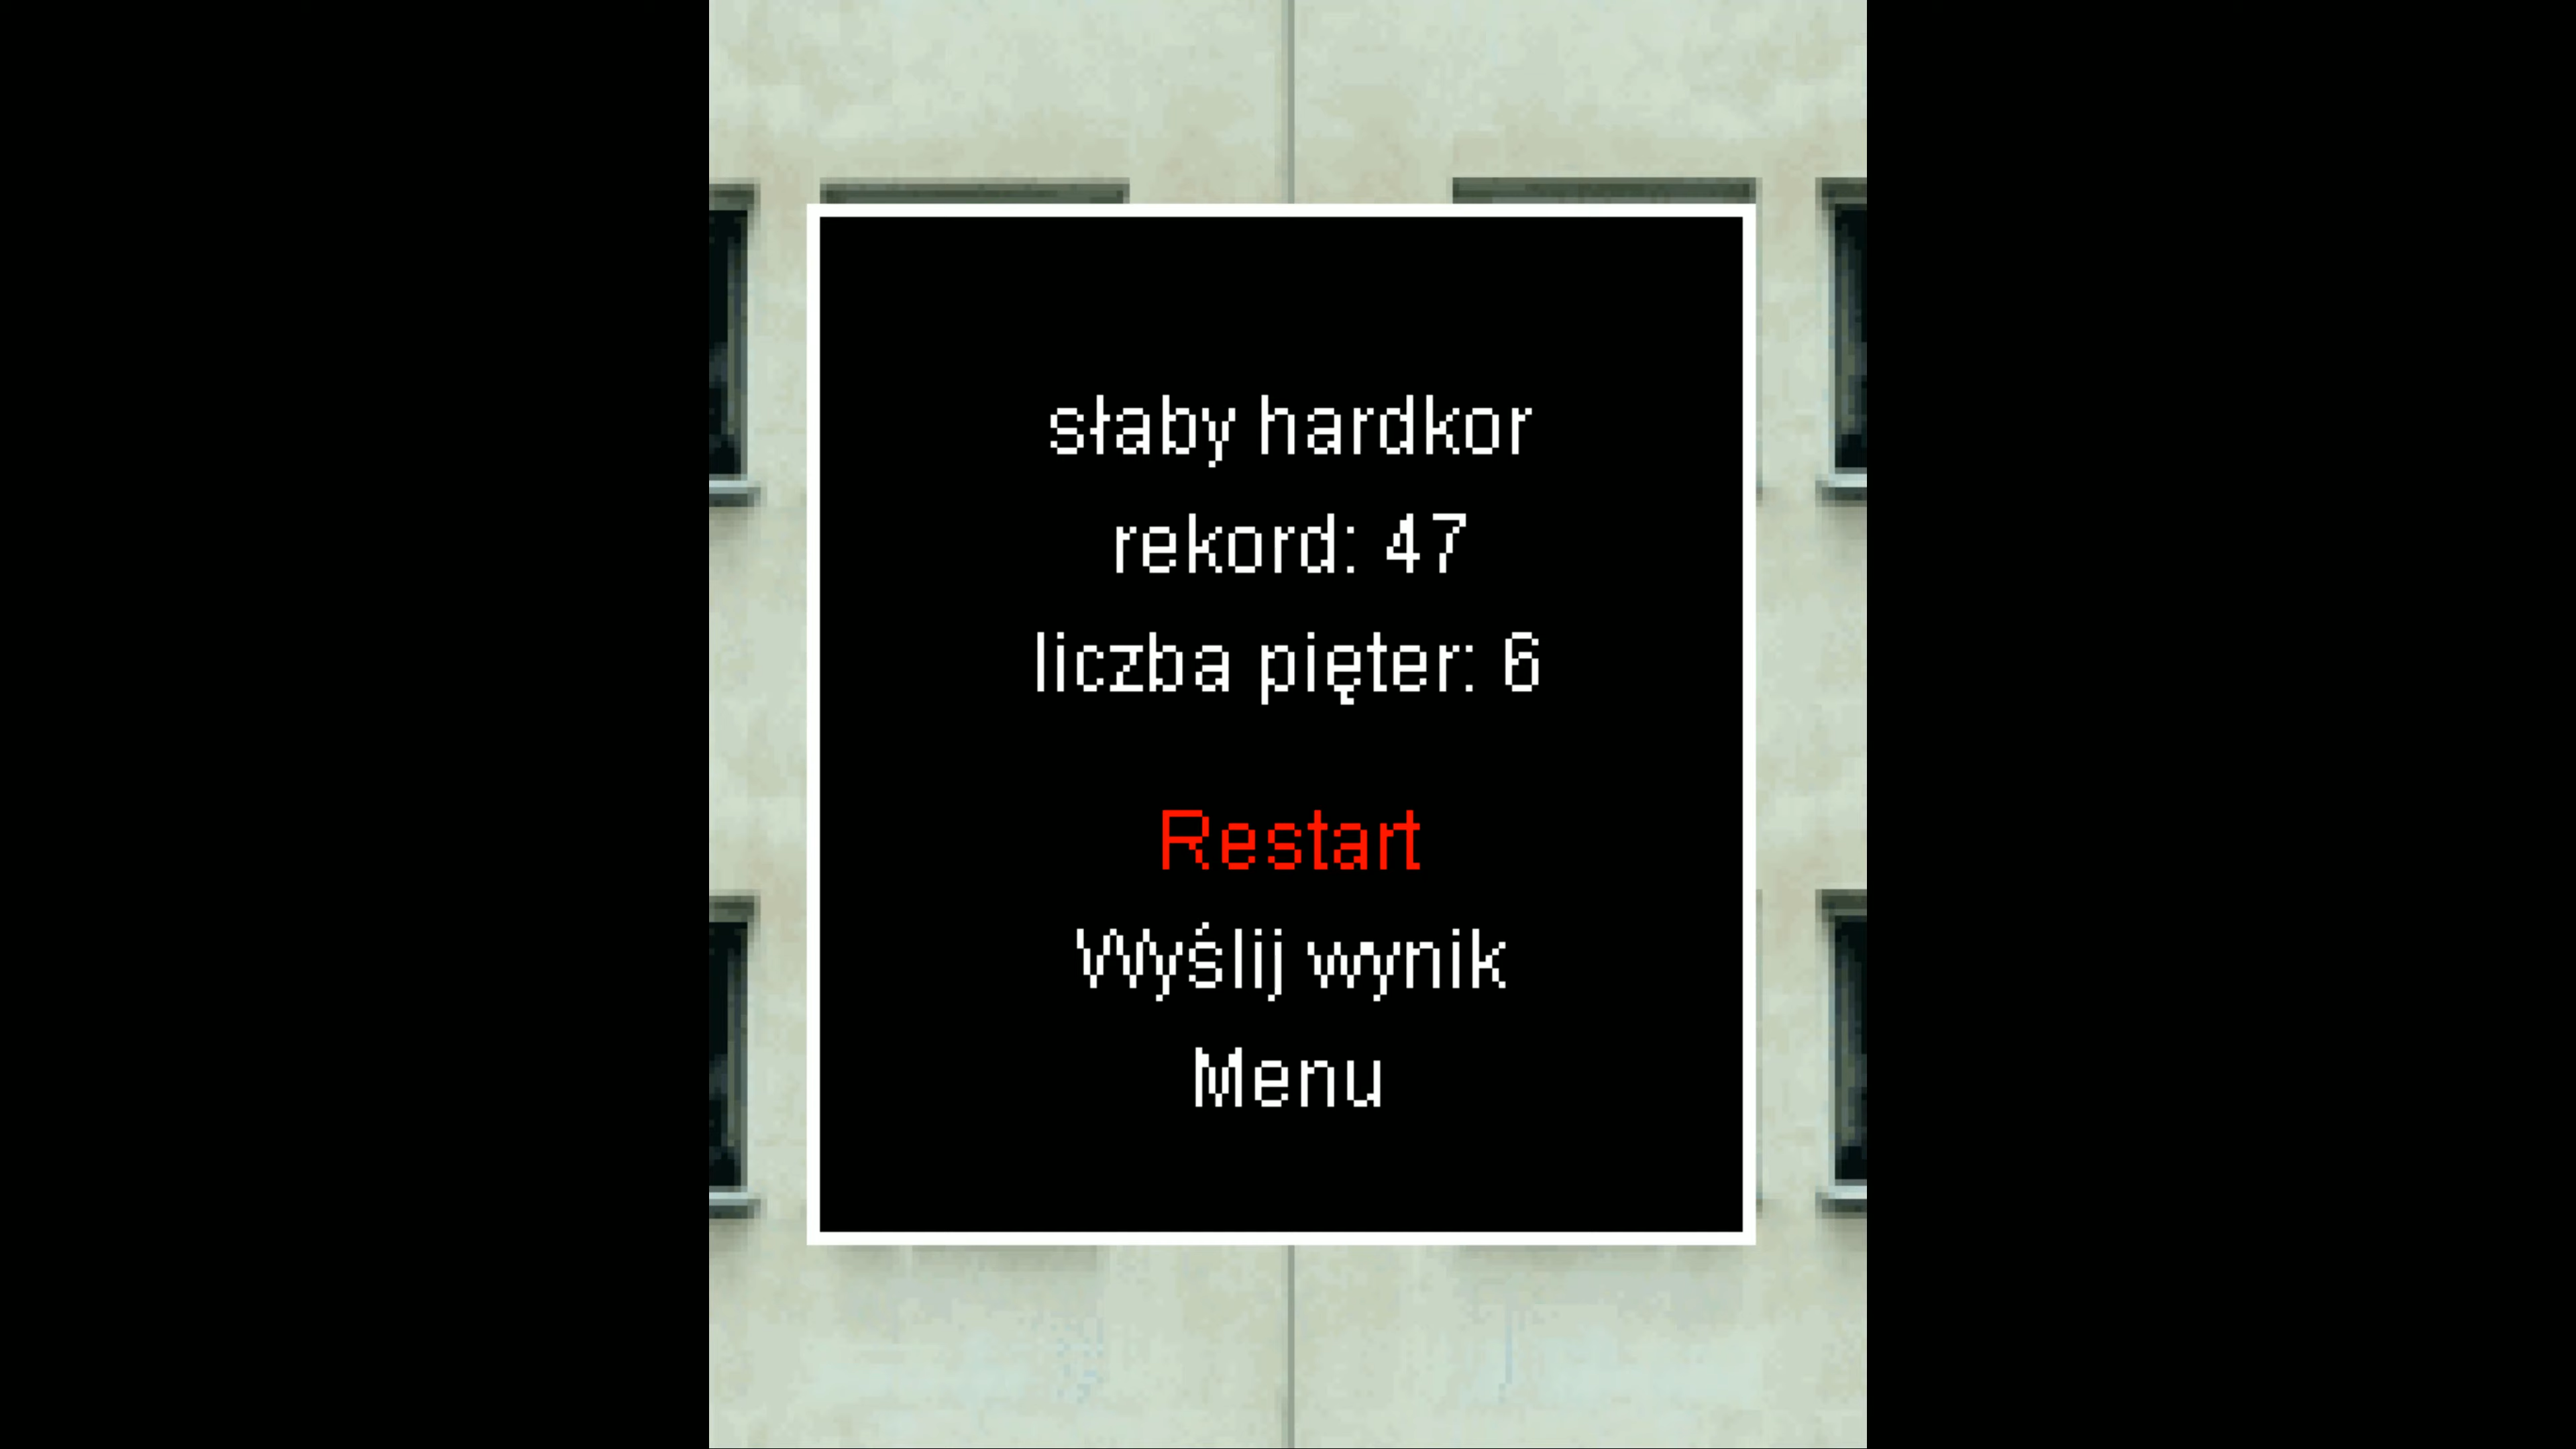 słaby hardkor
rekord: 47
liczba pięter: 6
Restart
Wyślij wynik
Menu